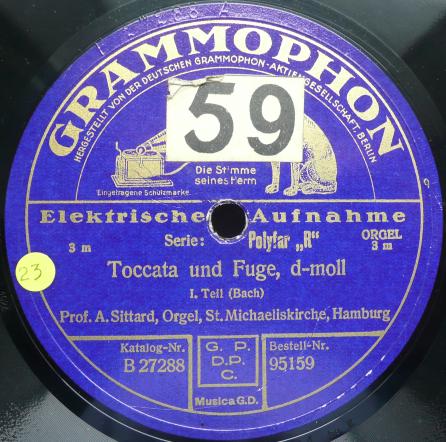 GRAMMOPHON
HERGESTELLT VON DER DEUTSCHEN GRAMMOPHON-AKTIENGESELLSCHAFT, BERLIN
59
Die Stimme
seines Herrn
Eingetragene Schutzmarke
Elektrische Aufnahme
Serie: Polyfar „R"
3 m
ORGEL
3 m
23
Toccata und Fuge, d-moll
I. Teil (Bach)
Prof. A. Sittard, Orgel, St. Michaeliskirche, Hamburg
Katalog-Nr.
B 27288
G. P.
D.P.
C.
Bestell-Nr.
95159
Musica G.D.